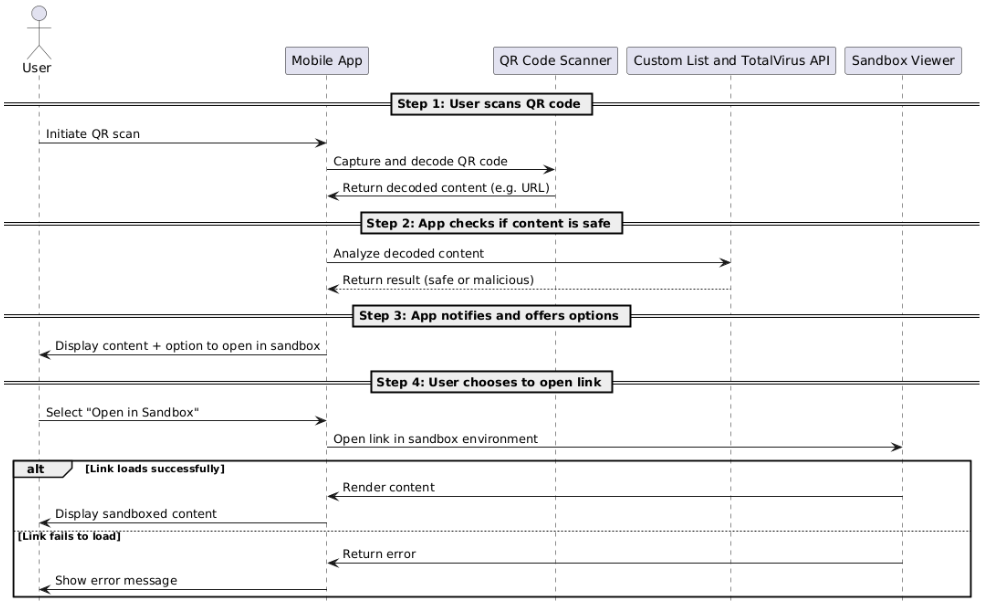 User
Mobile App
QR Code Scanner
Custom List and TotalVirus API
Sandbox Viewer
Step 1: User scans QR code
Initiate QR scan
Capture and decode QR code
Return decoded content (e.g. URL)
Step 2: App checks if content is safe
Analyze decoded content
Return result (safe or malicious)
Step 3: App notifies and offers options
Display content + option to open in sandbox
Step 4: User chooses to open link
Select "Open in Sandbox"
Open link in sandbox environment
alt [Link loads successfully]
Render content
Display sandboxed content
[Link fails to load]
Return error
Show error message